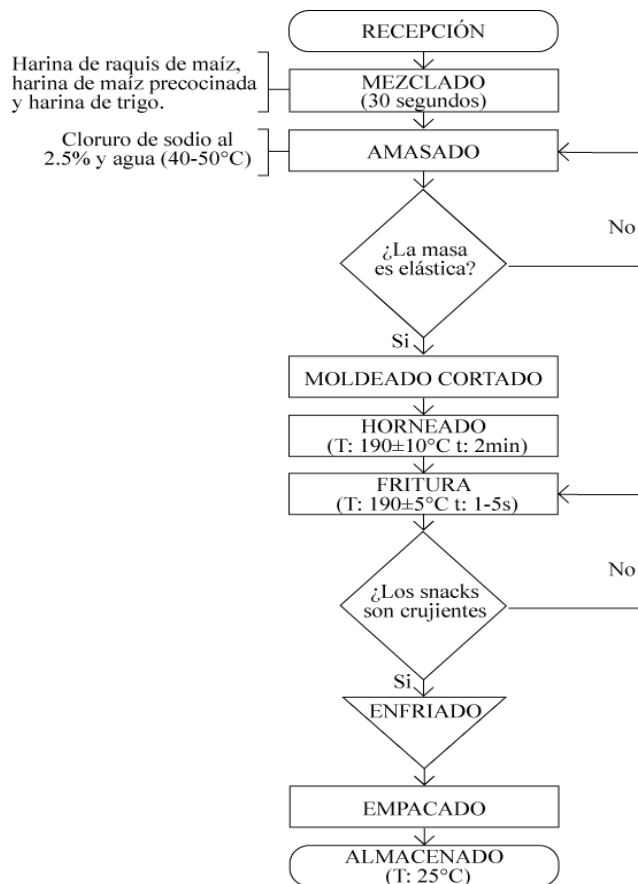 RECEPCIÓN
Harina de raquis de maíz,
harina de maíz precocinada
y harina de trigo.
MEZCLADO
(30 segundos)
Cloruro de sodio al
2.5% y agua (40-50°C)
AMASADO
¿La masa
es elástica?
No
Si
MOLDEADO CORTADO
HORNEADO
(T: 190±10°C t: 2min)
FRITURA
(T: 190±5°C t: 1-5s)
¿Los snacks
son crujientes
No
Si
ENFRIADO
EMPACADO
ALMACENADO
(T: 25°C)